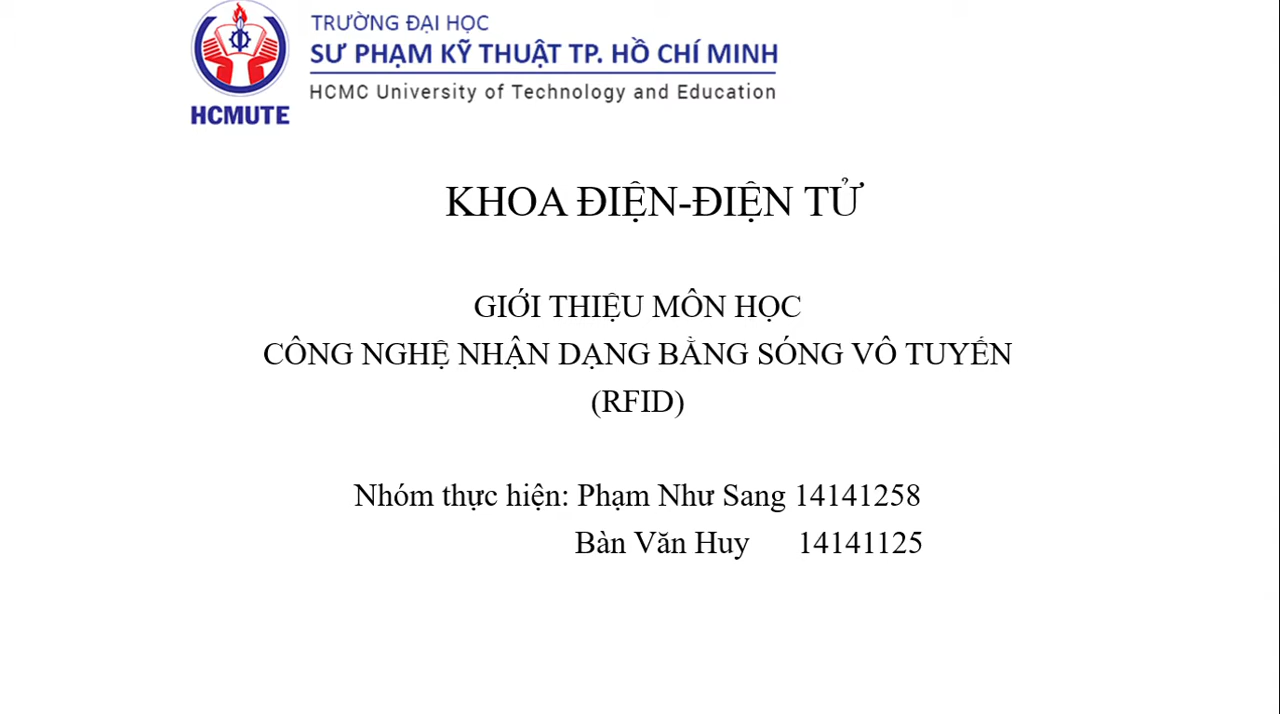 TRƯỜNG ĐẠI HỌC
SƯ PHẠM KỸ THUẬT TP. HỒ CHÍ MINH
HCMC University of Technology and Education
HCMUTE
KHOA ĐIỆN-ĐIỆN TỬ
GIỚI THIỆU MÔN HỌC
CÔNG NGHỆ NHẬN DẠNG BẰNG SÓNG VÔ TUYẾN
(RFID)
Nhóm thực hiện: Phạm Như Sang 14141258
Bàn Văn Huy 14141125